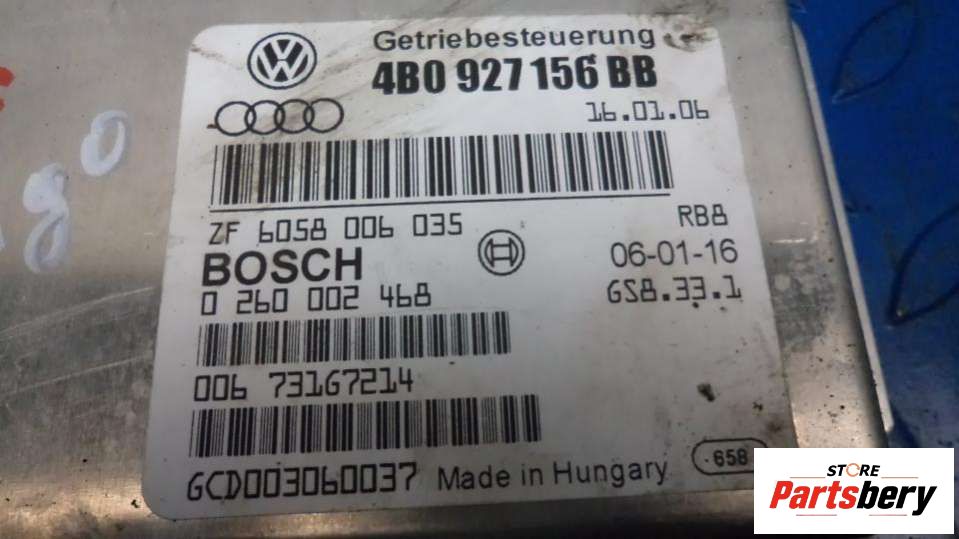 Getriebesteuerung
4B0 927 156 BB
16.01.06
ZF 6058 006 035
RB8
BOSCH
06-01-16
0 260 002 468
GS8.33.1
006 73167214
GCD003060037 Made in Hungary
658
STORE
Partsbery